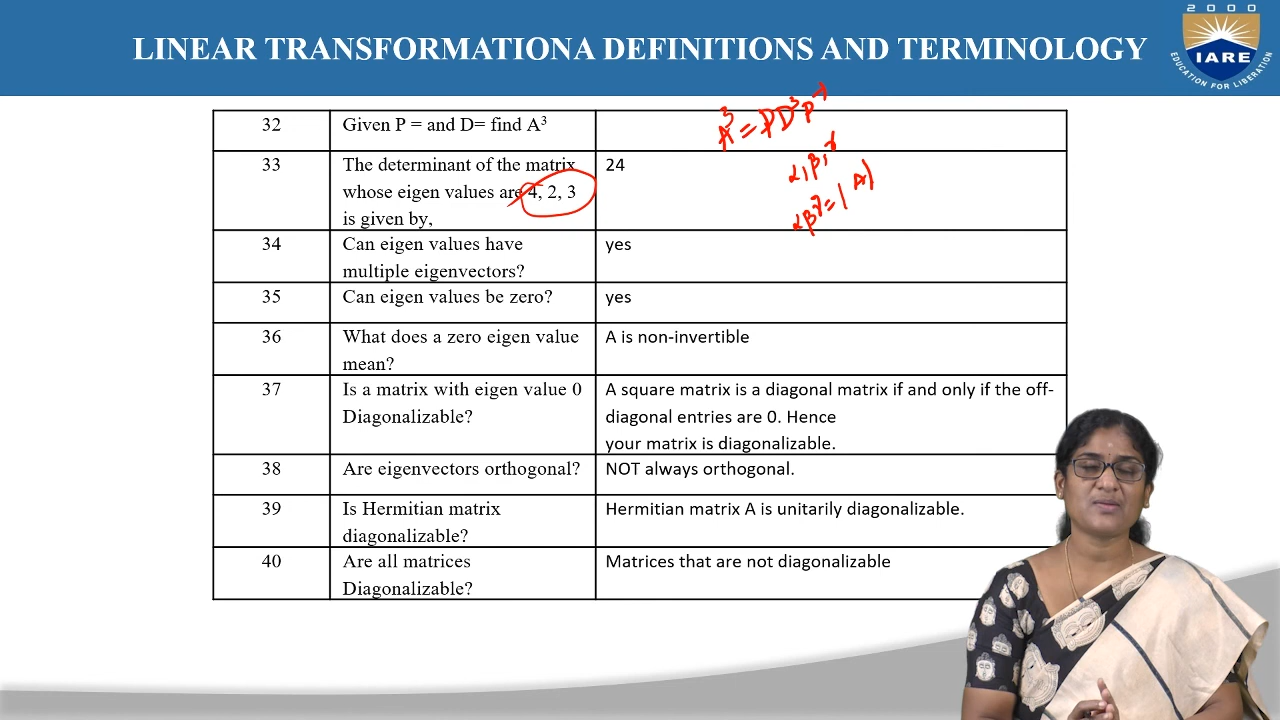 2000
IARE
EDUCATION FOR LIBERATION
LINEAR TRANSFORMATIONA DEFINITIONS AND TERMINOLOGY
32 Given P = and D= find A³
A³ = PD³P⁻¹
33 The determinant of the matrix 24
whose eigen values are 4, 2, 3
is given by,
α, β, γ
αβγ = |A|
34 Can eigen values have yes
multiple eigenvectors?
35 Can eigen values be zero? yes
36 What does a zero eigen value A is non-invertible
mean?
37 Is a matrix with eigen value 0 A square matrix is a diagonal matrix if and only if the off-
Diagonalizable? diagonal entries are 0. Hence
your matrix is diagonalizable.
38 Are eigenvectors orthogonal? NOT always orthogonal.
39 Is Hermitian matrix Hermitian matrix A is unitarily diagonalizable.
diagonalizable?
40 Are all matrices Matrices that are not diagonalizable
Diagonalizable?